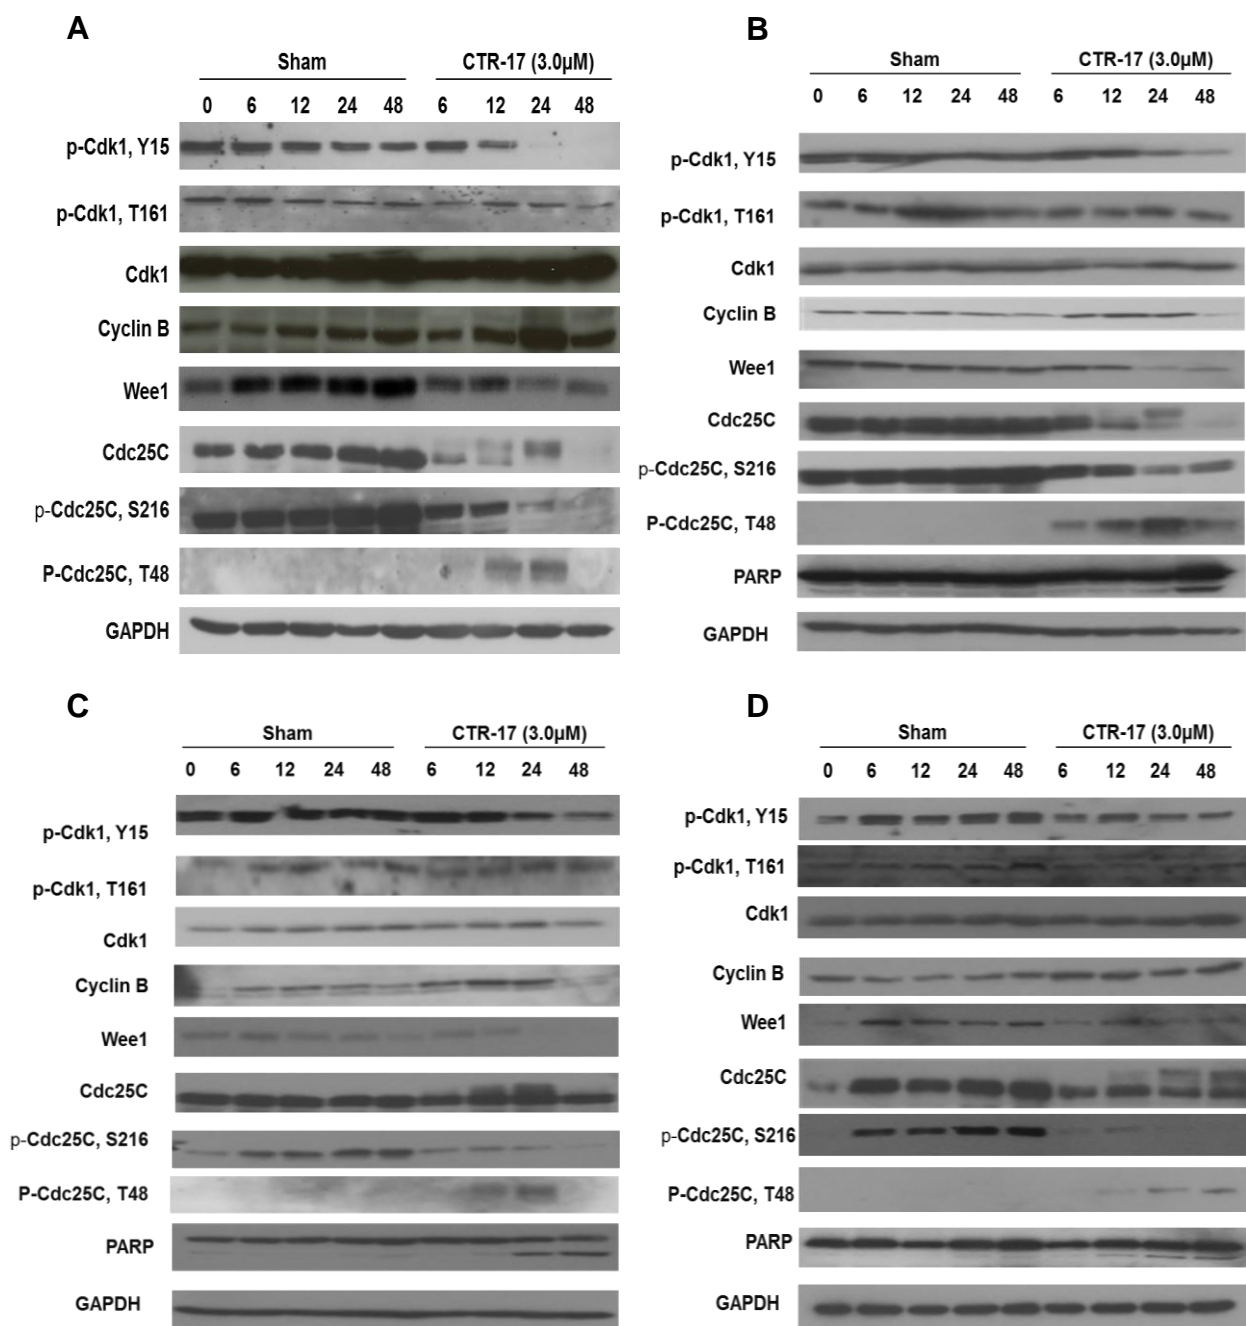 A
Sham CTR-17 (3.0µM)
0 6 12 24 48 6 12 24 48
p-Cdk1, Y15
p-Cdk1, T161
Cdk1
Cyclin B
Wee1
Cdc25C
p-Cdc25C, S216
P-Cdc25C, T48
GAPDH
B
Sham CTR-17 (3.0µM)
0 6 12 24 48 6 12 24 48
p-Cdk1, Y15
p-Cdk1, T161
Cdk1
Cyclin B
Wee1
Cdc25C
p-Cdc25C, S216
P-Cdc25C, T48
PARP
GAPDH
C
Sham CTR-17 (3.0µM)
0 6 12 24 48 6 12 24 48
p-Cdk1, Y15
p-Cdk1, T161
Cdk1
Cyclin B
Wee1
Cdc25C
p-Cdc25C, S216
P-Cdc25C, T48
PARP
GAPDH
D
Sham CTR-17 (3.0µM)
0 6 12 24 48 6 12 24 48
p-Cdk1, Y15
p-Cdk1, T161
Cdk1
Cyclin B
Wee1
Cdc25C
p-Cdc25C, S216
P-Cdc25C, T48
PARP
GAPDH